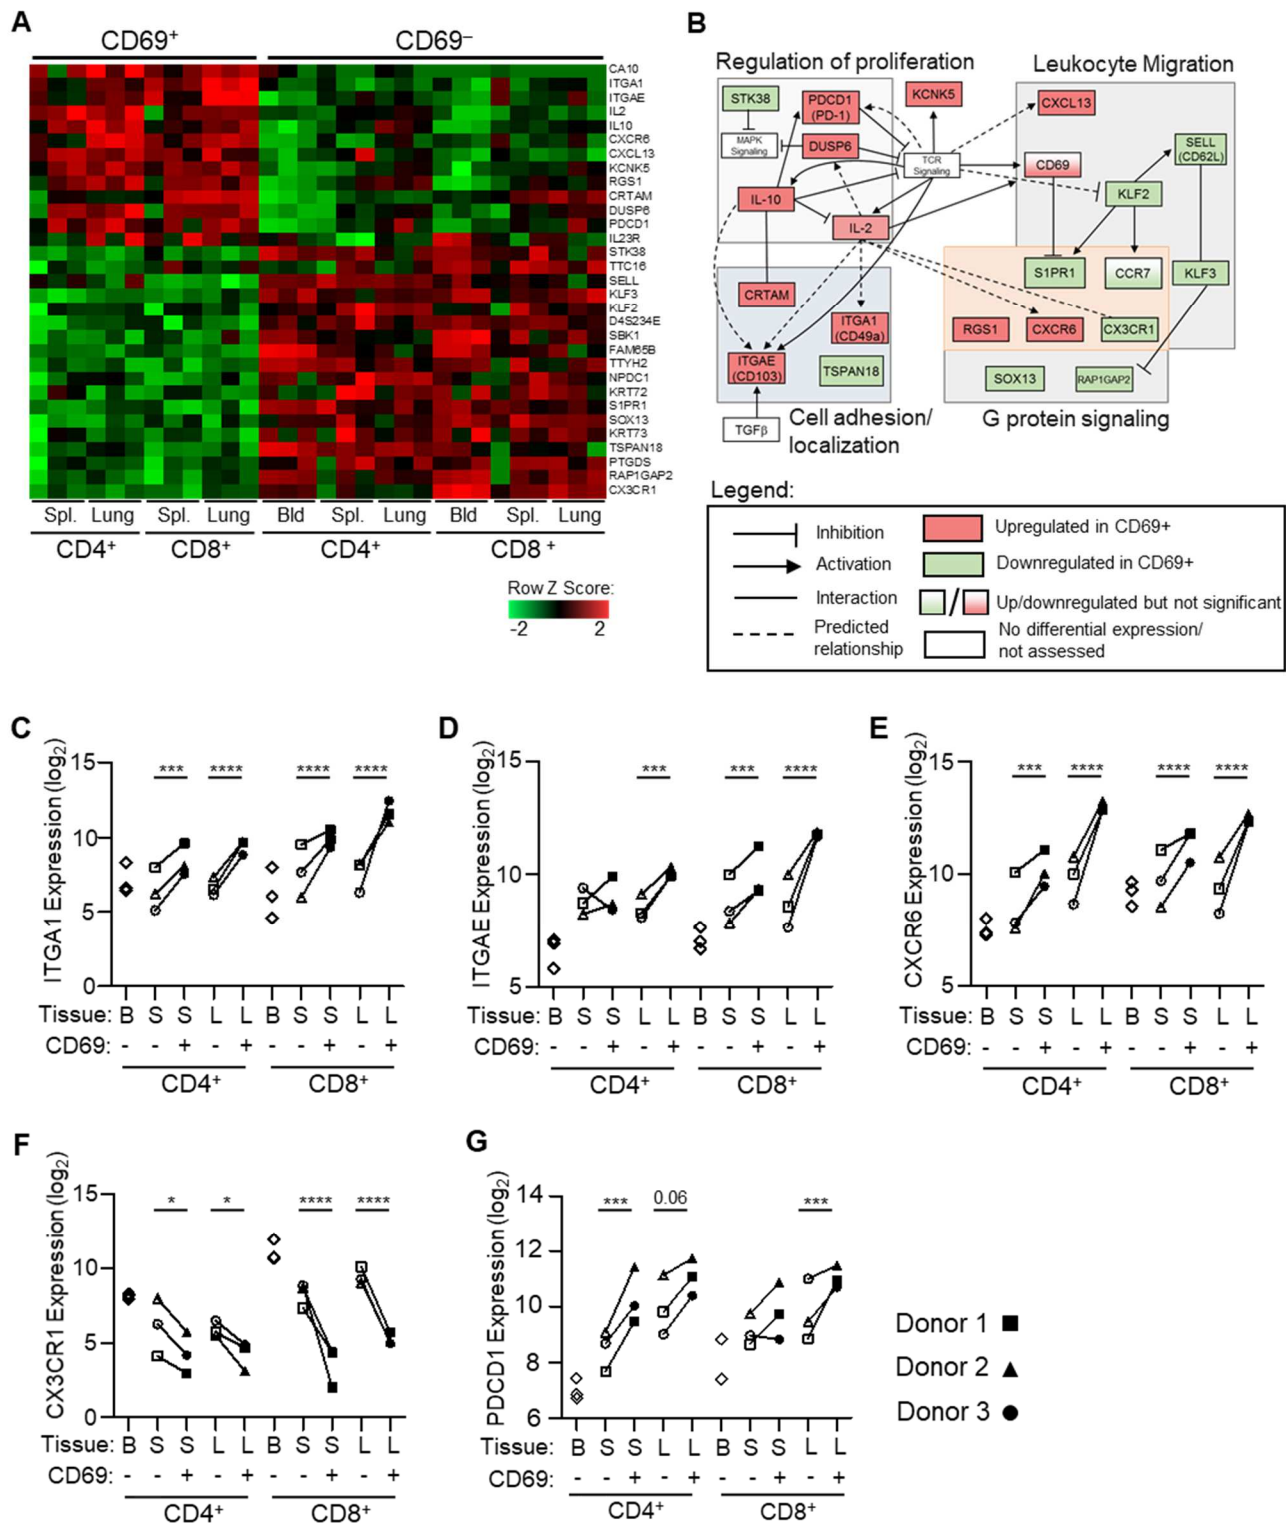 A
CD69+
CD69–
CA10
ITGA1
ITGAE
IL2
IL10
CXCR6
CXCL13
KCNK5
RGS1
CRTAM
DUSP6
PDCD1
IL23R
STK38
TTC16
SELL
KLF3
KLF2
D4S234E
SBK1
FAM65B
TTYH2
NPDC1
KRT72
S1PR1
SOX13
KRT73
TSPAN18
PTGDS
RAP1GAP2
CX3CR1
Spl. Lung Spl. Lung Bld Spl. Lung Bld Spl. Lung
CD4+ CD8+ CD4+ CD8 +
Row Z Score:
-2 2
B
Regulation of proliferation
Leukocyte Migration
STK38
PDCD1
(PD-1)
KCNK5
CXCL13
MAPK
Signaling
DUSP6
TCR
Signaling
CD69
SELL
(CD62L)
IL-10
KLF2
IL-2
S1PR1
CCR7
KLF3
CRTAM
ITGA1
(CD49a)
RGS1
CXCR6
CX3CR1
ITGAE
(CD103)
TSPAN18
SOX13
RAP1GAP2
TGFβ
Cell adhesion/
localization
G protein signaling
Legend:
Inhibition
Upregulated in CD69+
Activation
Downregulated in CD69+
Interaction
/
Up/downregulated but not significant
Predicted
relationship
No differential expression/
not assessed
C
ITGA1 Expression (log2)
15
10
5
0
*** **** **** ****
Tissue: B S S L L B S S L L
CD69: - - + - + - - + - +
CD4+ CD8+
D
ITGAE Expression (log2)
15
10
5
*** *** ****
Tissue: B S S L L B S S L L
CD69: - - + - + - - + - +
CD4+ CD8+
E
CXCR6 Expression (log2)
15
10
5
*** **** **** ****
Tissue: B S S L L B S S L L
CD69: - - + - + - - + - +
CD4+ CD8+
F
CX3CR1 Expression (log2)
15
10
5
0
* * **** ****
Tissue: B S S L L B S S L L
CD69: - - + - + - - + - +
CD4+ CD8+
G
PDCD1 Expression (log2)
14
12
10
8
6
*** 0.06 ***
Tissue: B S S L L B S S L L
CD69: - - + - + - - + - +
CD4+ CD8+
Donor 1
Donor 2
Donor 3